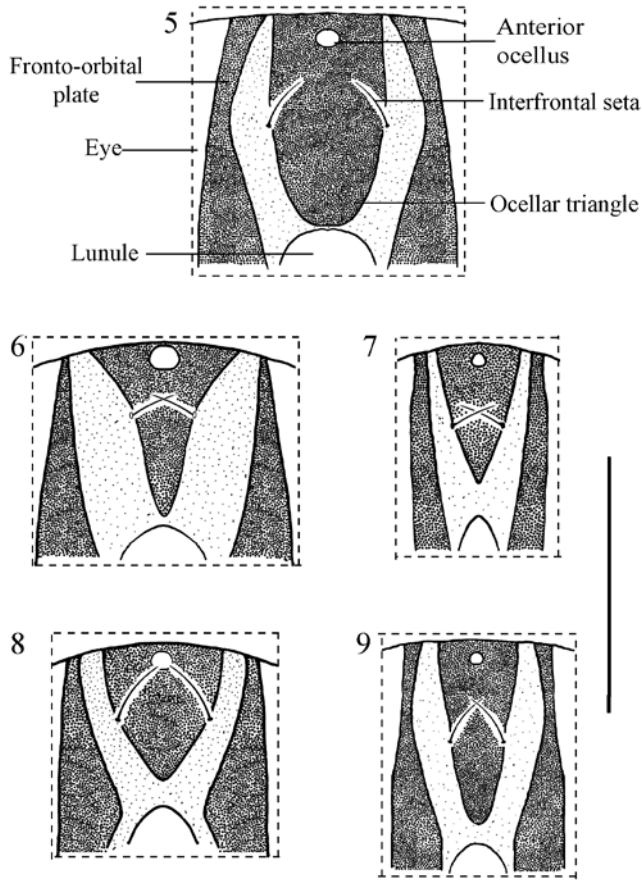 5
Anterior
ocellus
Fronto-orbital
plate
Interfrontal seta
Eye
Ocellar triangle
Lunule
6
7
8
9